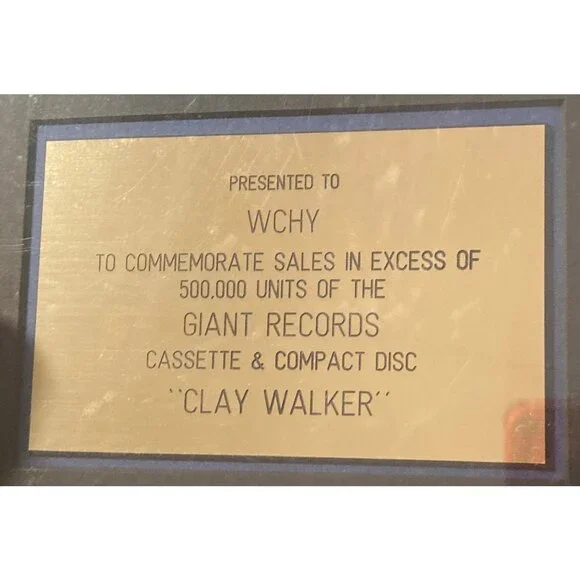 PRESENTED TO
WCHY
TO COMMEMORATE SALES IN EXCESS OF
500,000 UNITS OF THE
GIANT RECORDS
CASSETTE & COMPACT DISC
``CLAY WALKER´´